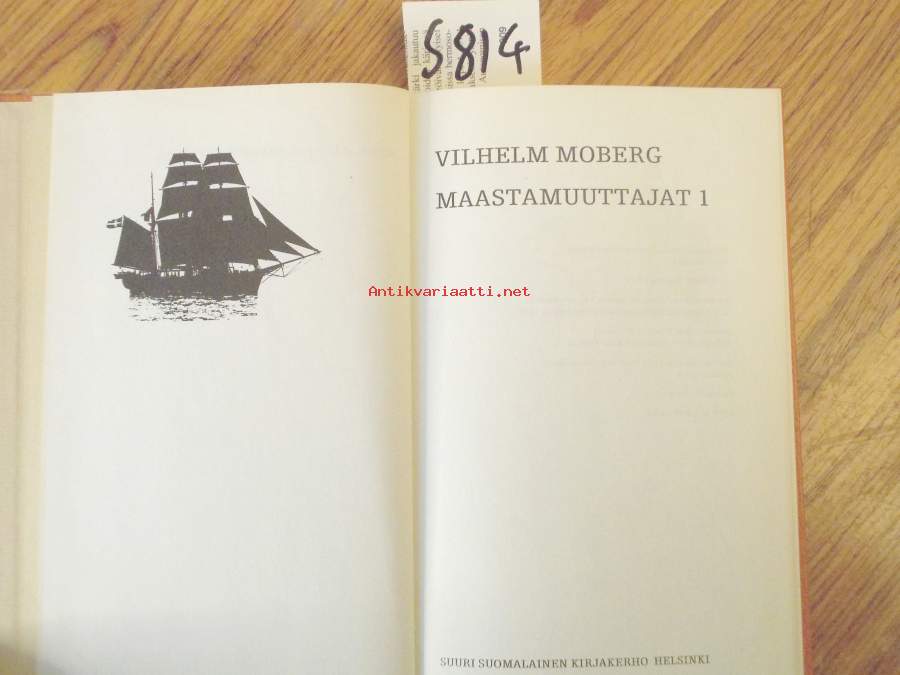 S814
VILHELM MOBERG
MAASTAMUUTTAJAT 1
Antikvariaatti.net
SUURI SUOMALAINEN KIRJAKERHO HELSINKI